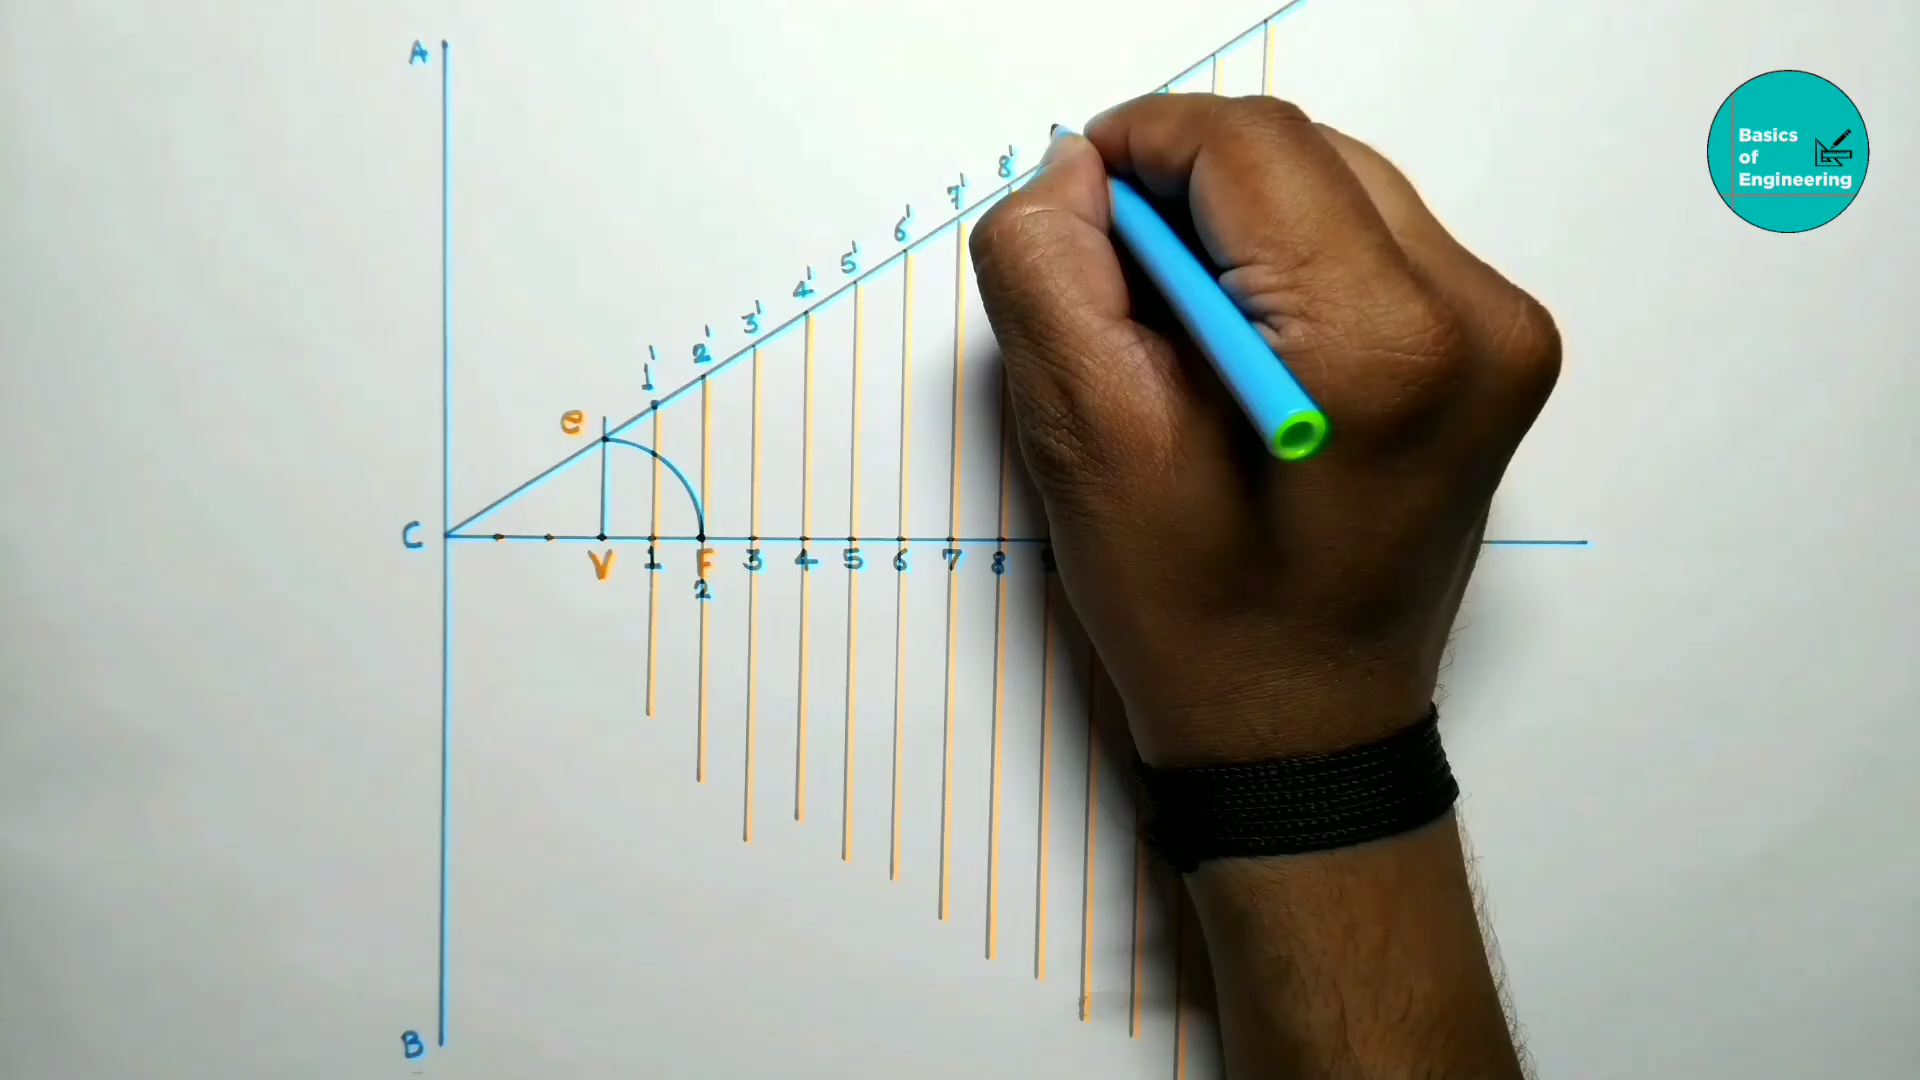 A
Basics
of
Engineering
8'
7'
6'
5'
4'
3'
2'
1'
e
C
V 1 F 3 4 5 6 7 8
2
B